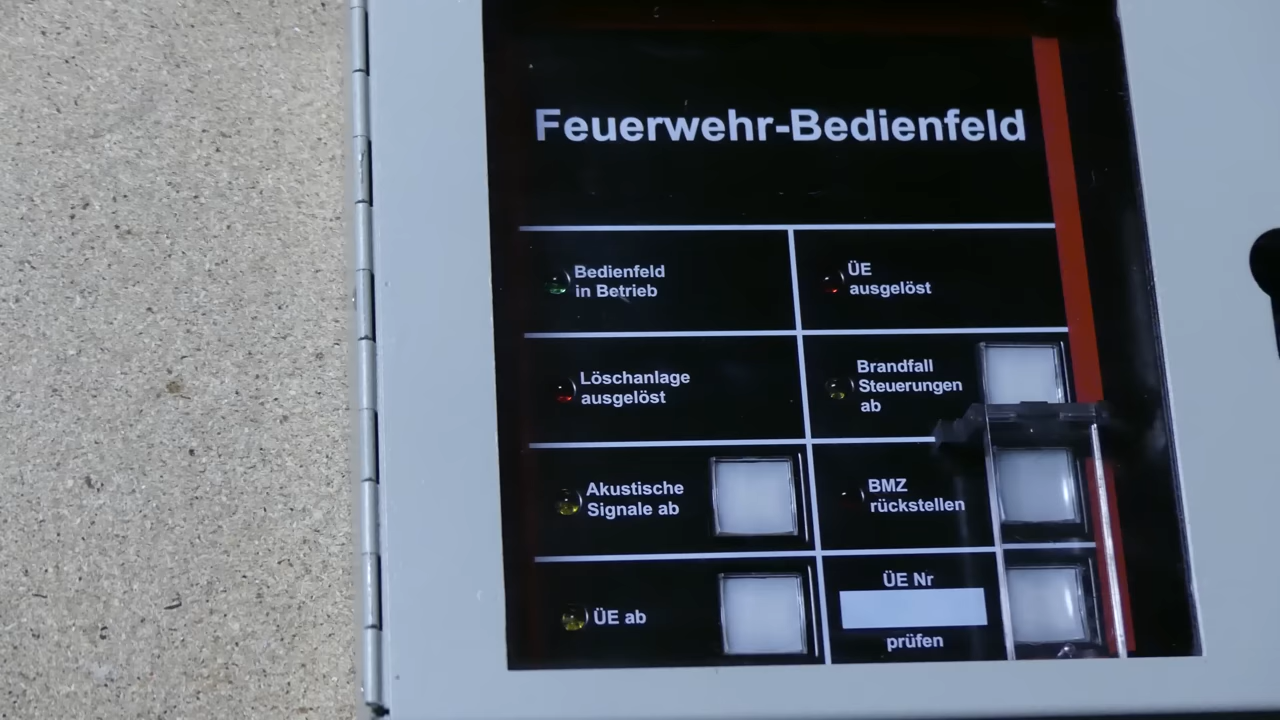 Feuerwehr-Bedienfeld
Bedienfeld
in Betrieb
ÜE
ausgelöst
Löschanlage
ausgelöst
Brandfall
Steuerungen
ab
Akustische
Signale ab
BMZ
rückstellen
ÜE ab
ÜE Nr
prüfen